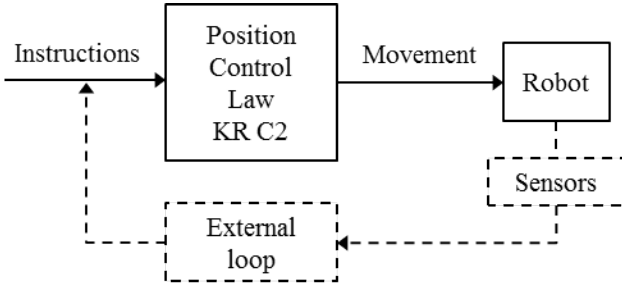 Instructions
Position
Control
Law
KR C2
Movement
Robot
Sensors
External
loop